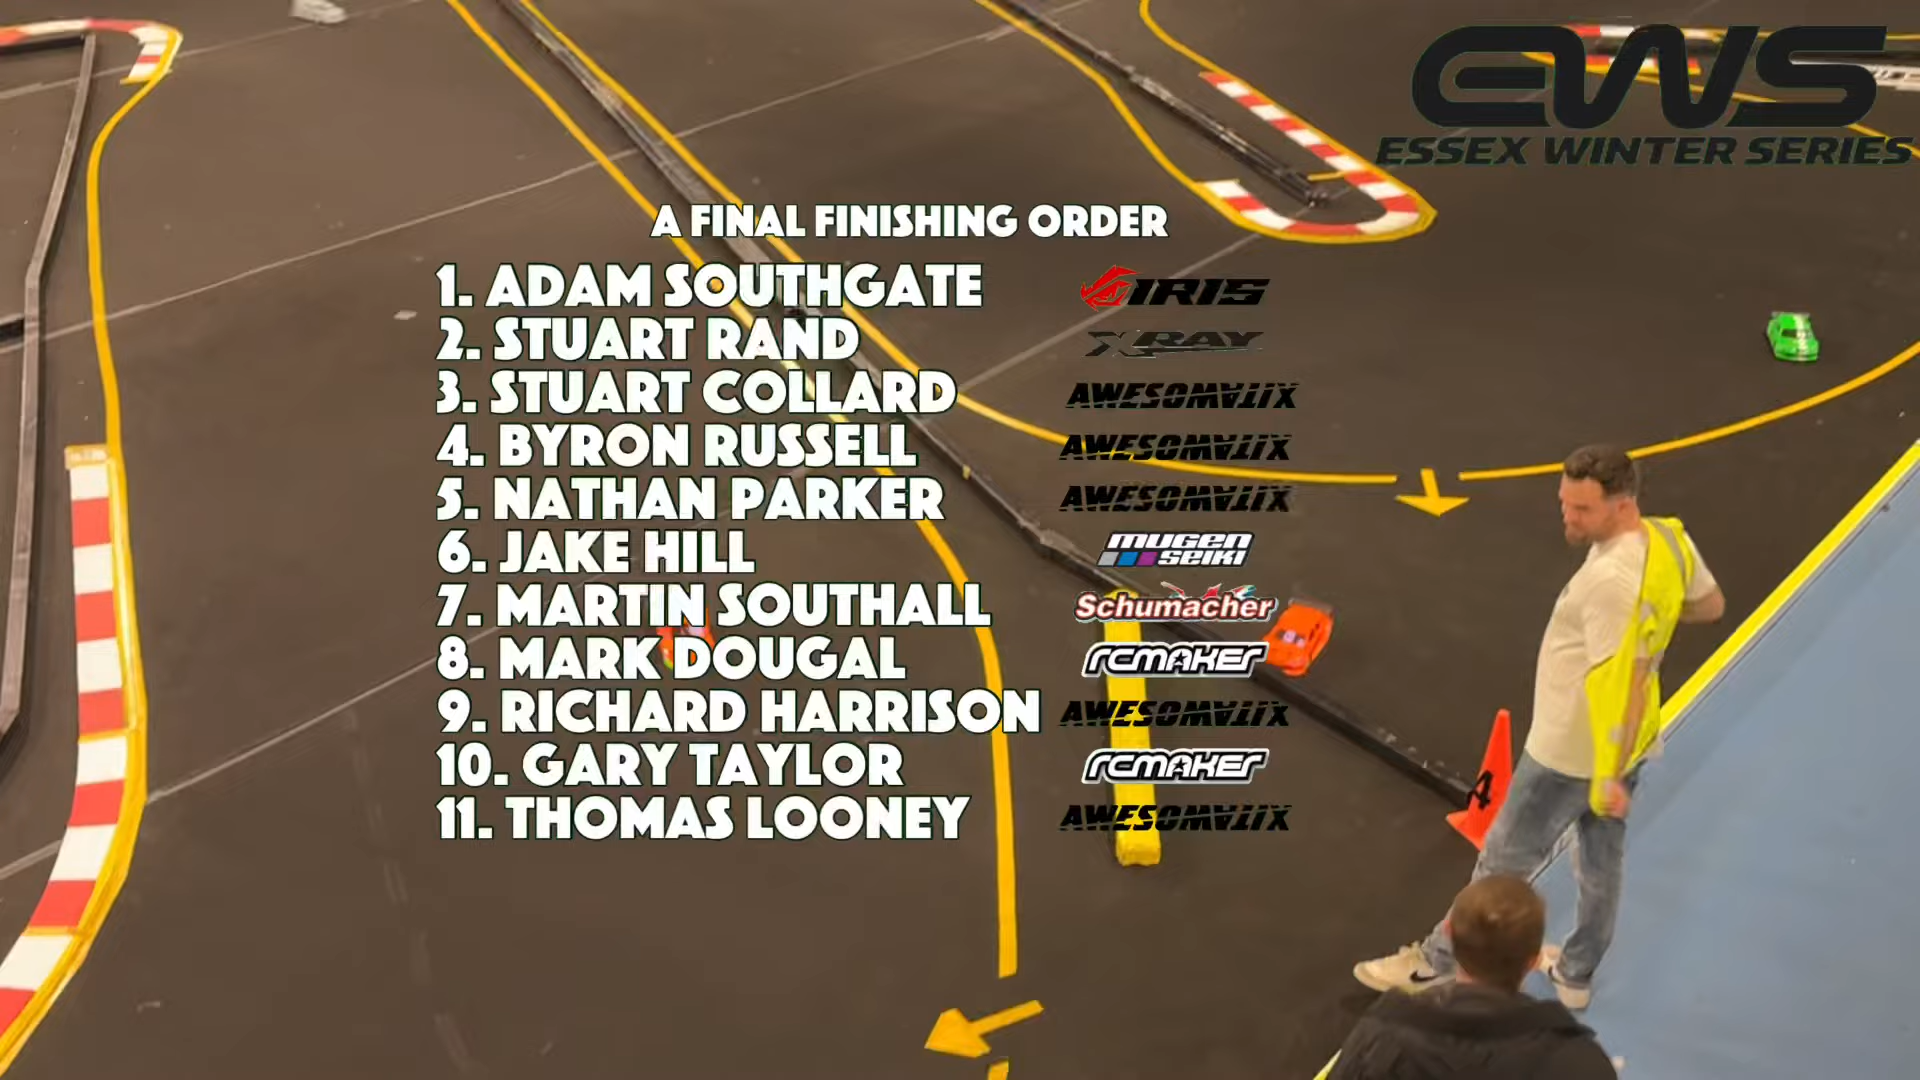 EWS
ESSEX WINTER SERIES
A FINAL FINISHING ORDER
1. ADAM SOUTHGATE IRIS
2. STUART RAND XRAY
3. STUART COLLARD AWESOMATIX
4. BYRON RUSSELL AWESOMATIX
5. NATHAN PARKER AWESOMATIX
6. JAKE HILL MUGEN SEIKI
7. MARTIN SOUTHALL Schumacher
8. MARK DOUGAL RCMAKER
9. RICHARD HARRISON AWESOMATIX
10. GARY TAYLOR RCMAKER
11. THOMAS LOONEY AWESOMATIX
4